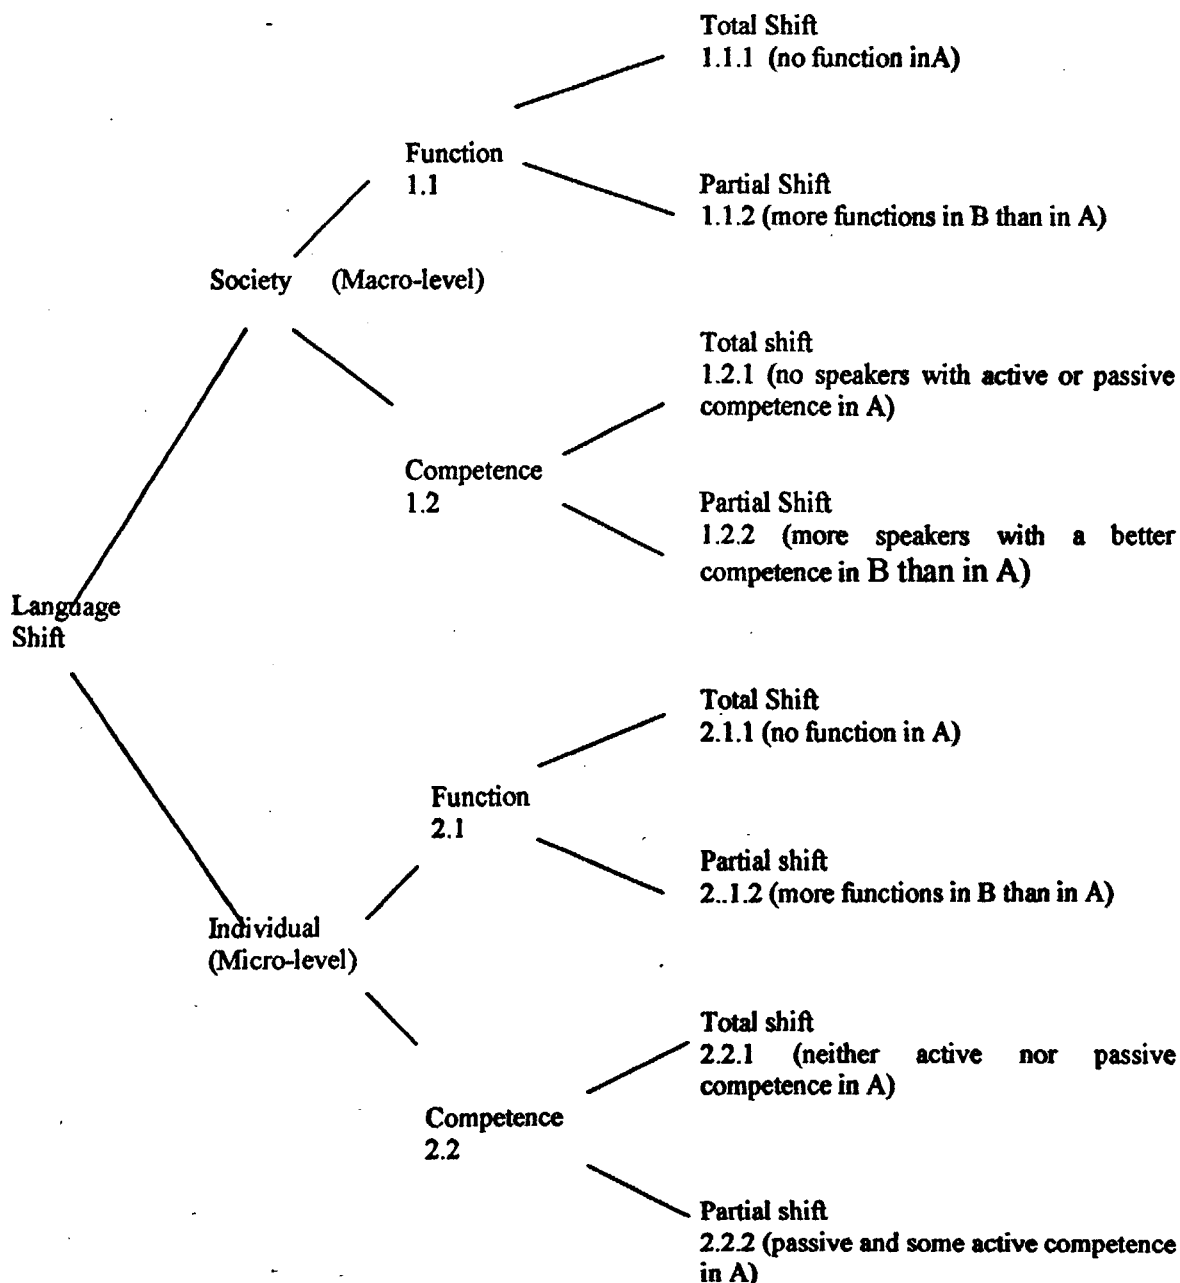 Total Shift
1.1.1 (no function inA)
Function
1.1
Partial Shift
1.1.2 (more functions in B than in A)
Society (Macro-level)
Total shift
1.2.1 (no speakers with active or passive
competence in A)
Competence
1.2
Partial Shift
1.2.2 (more speakers with a better
competence in B than in A)
Language
Shift
Total Shift
2.1.1 (no function in A)
Function
2.1
Partial shift
2..1.2 (more functions in B than in A)
Individual
(Micro-level)
Total shift
2.2.1 (neither active nor passive
competence in A)
Competence
2.2
Partial shift
2.2.2 (passive and some active competence
in A)